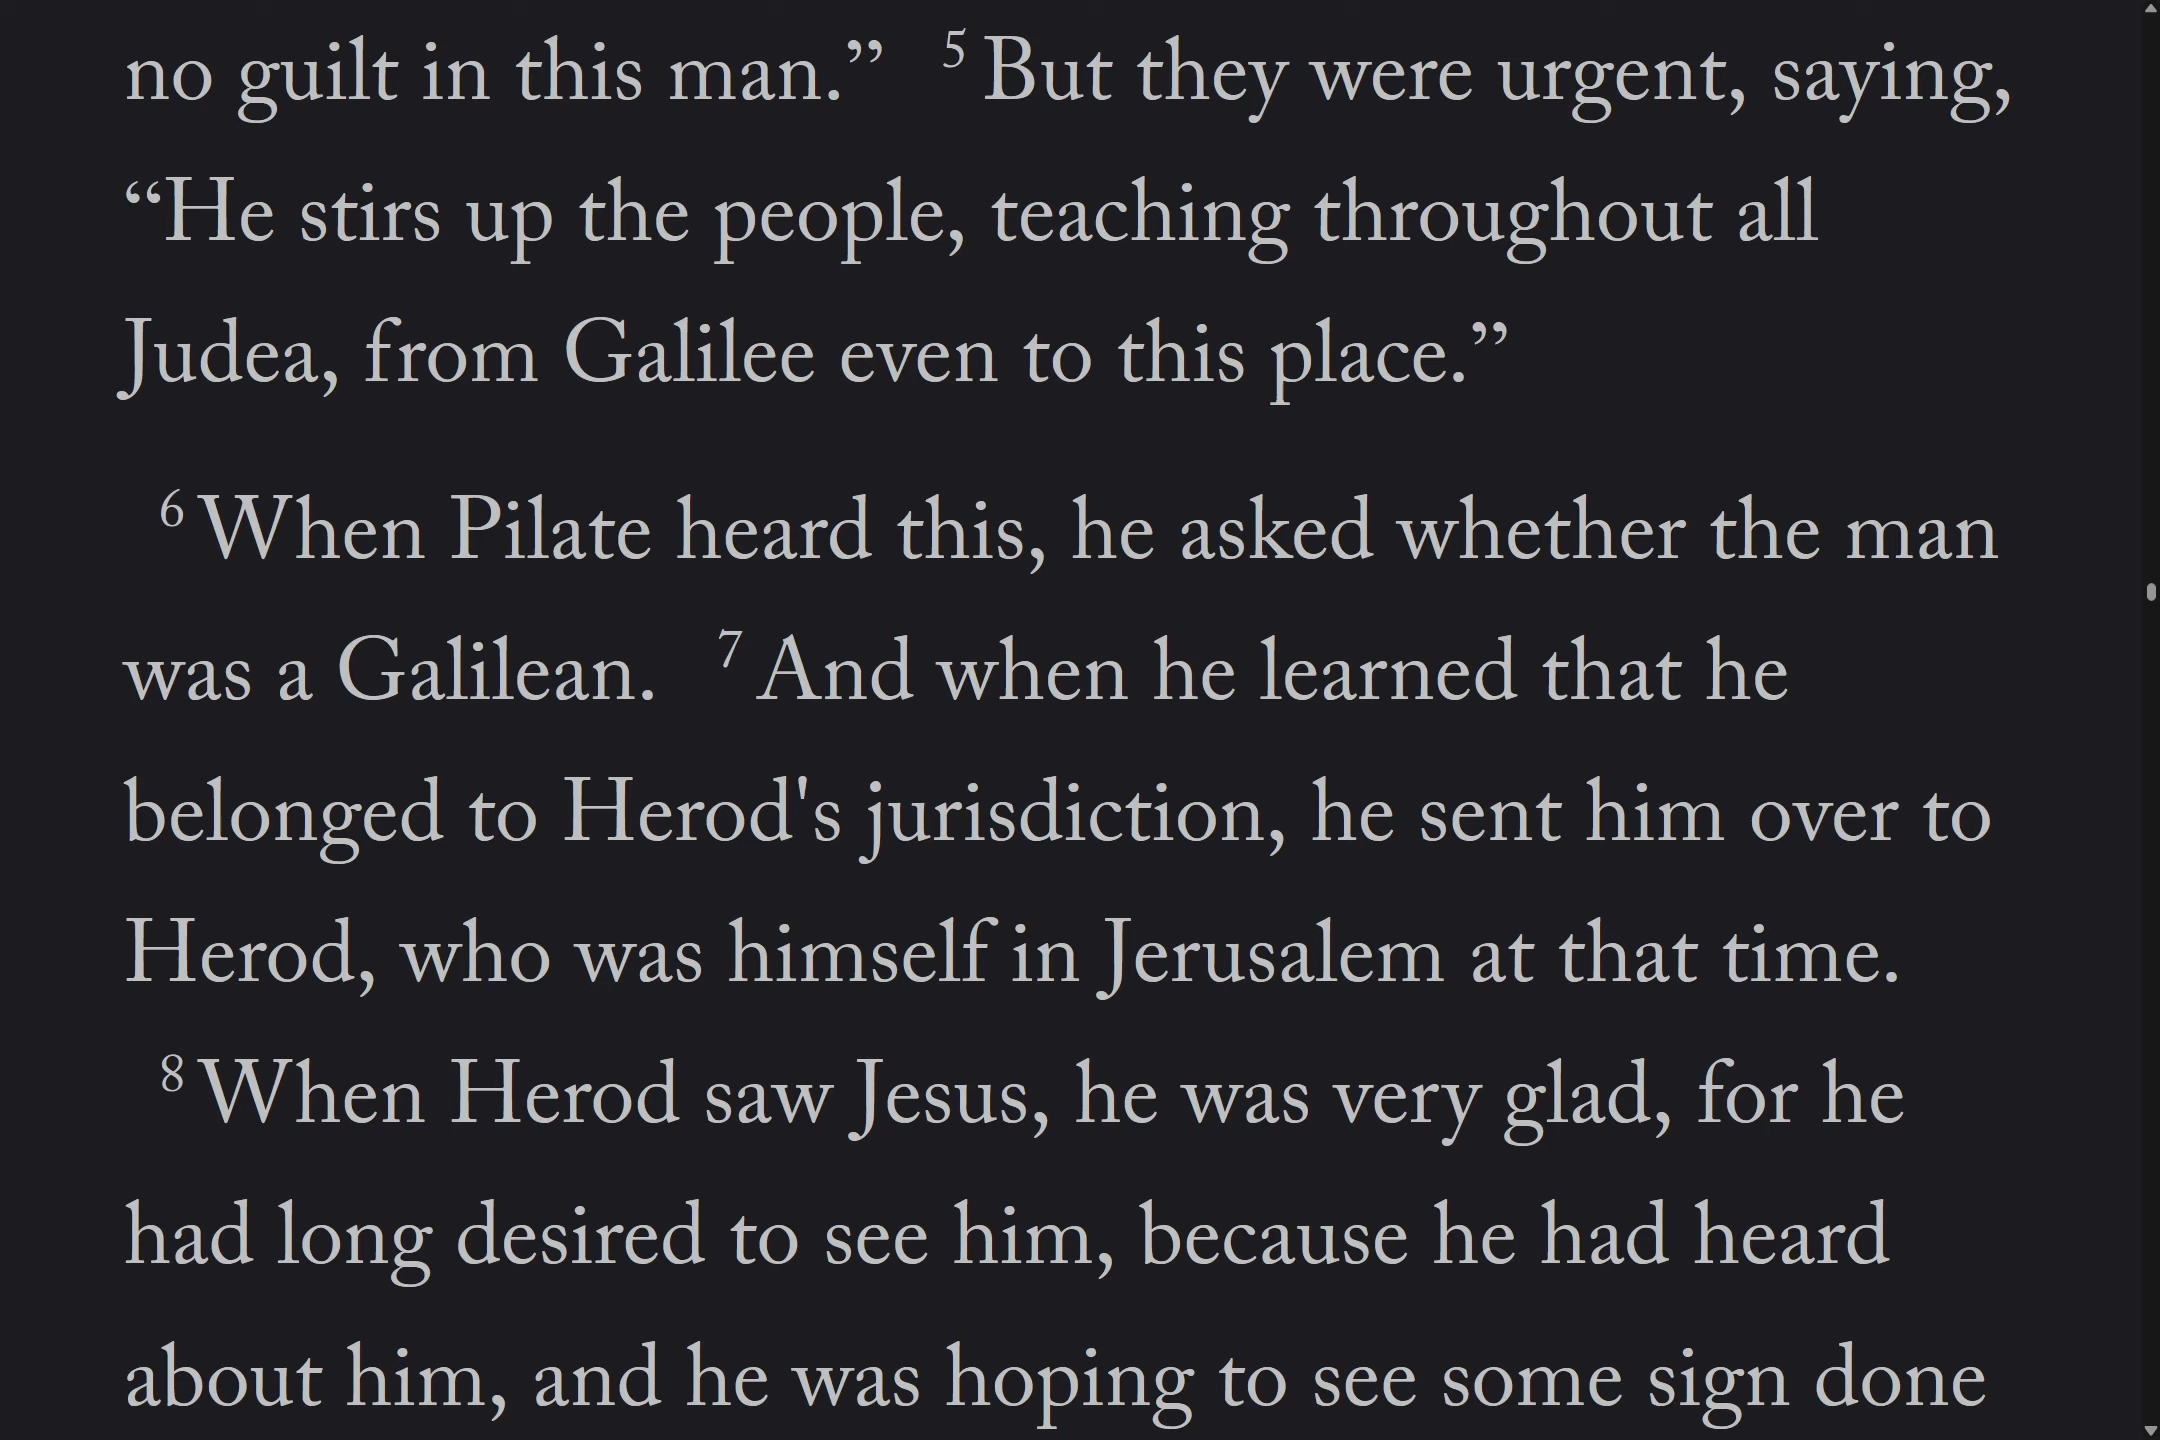 no guilt in this man.” 5 But they were urgent, saying,
“He stirs up the people, teaching throughout all
Judea, from Galilee even to this place.”
6 When Pilate heard this, he asked whether the man
was a Galilean. 7 And when he learned that he
belonged to Herod's jurisdiction, he sent him over to
Herod, who was himself in Jerusalem at that time.
8 When Herod saw Jesus, he was very glad, for he
had long desired to see him, because he had heard
about him, and he was hoping to see some sign done